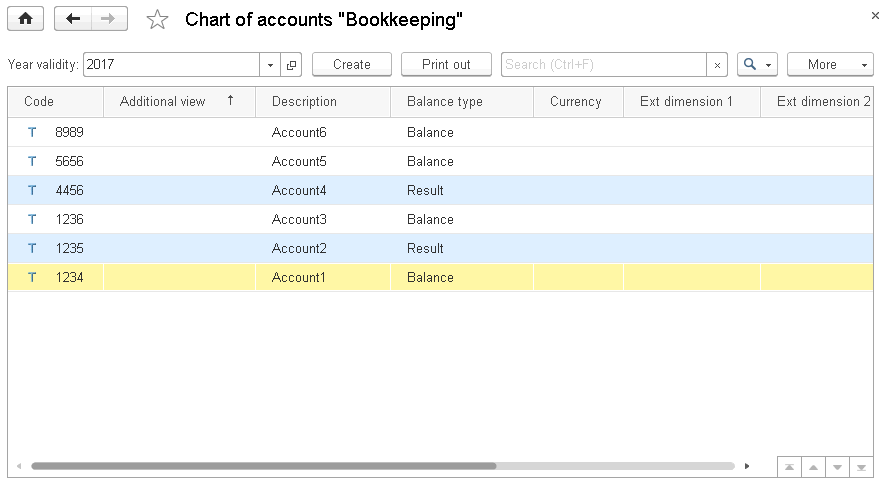 Chart of accounts "Bookkeeping"
Year validity: 2017 Create Print out Search (Ctrl+F) × More
Code Additional view ↑ Description Balance type Currency Ext dimension 1 Ext dimension 2
T 8989 Account6 Balance
T 5656 Account5 Balance
T 4456 Account4 Result
T 1236 Account3 Balance
T 1235 Account2 Result
T 1234 Account1 Balance